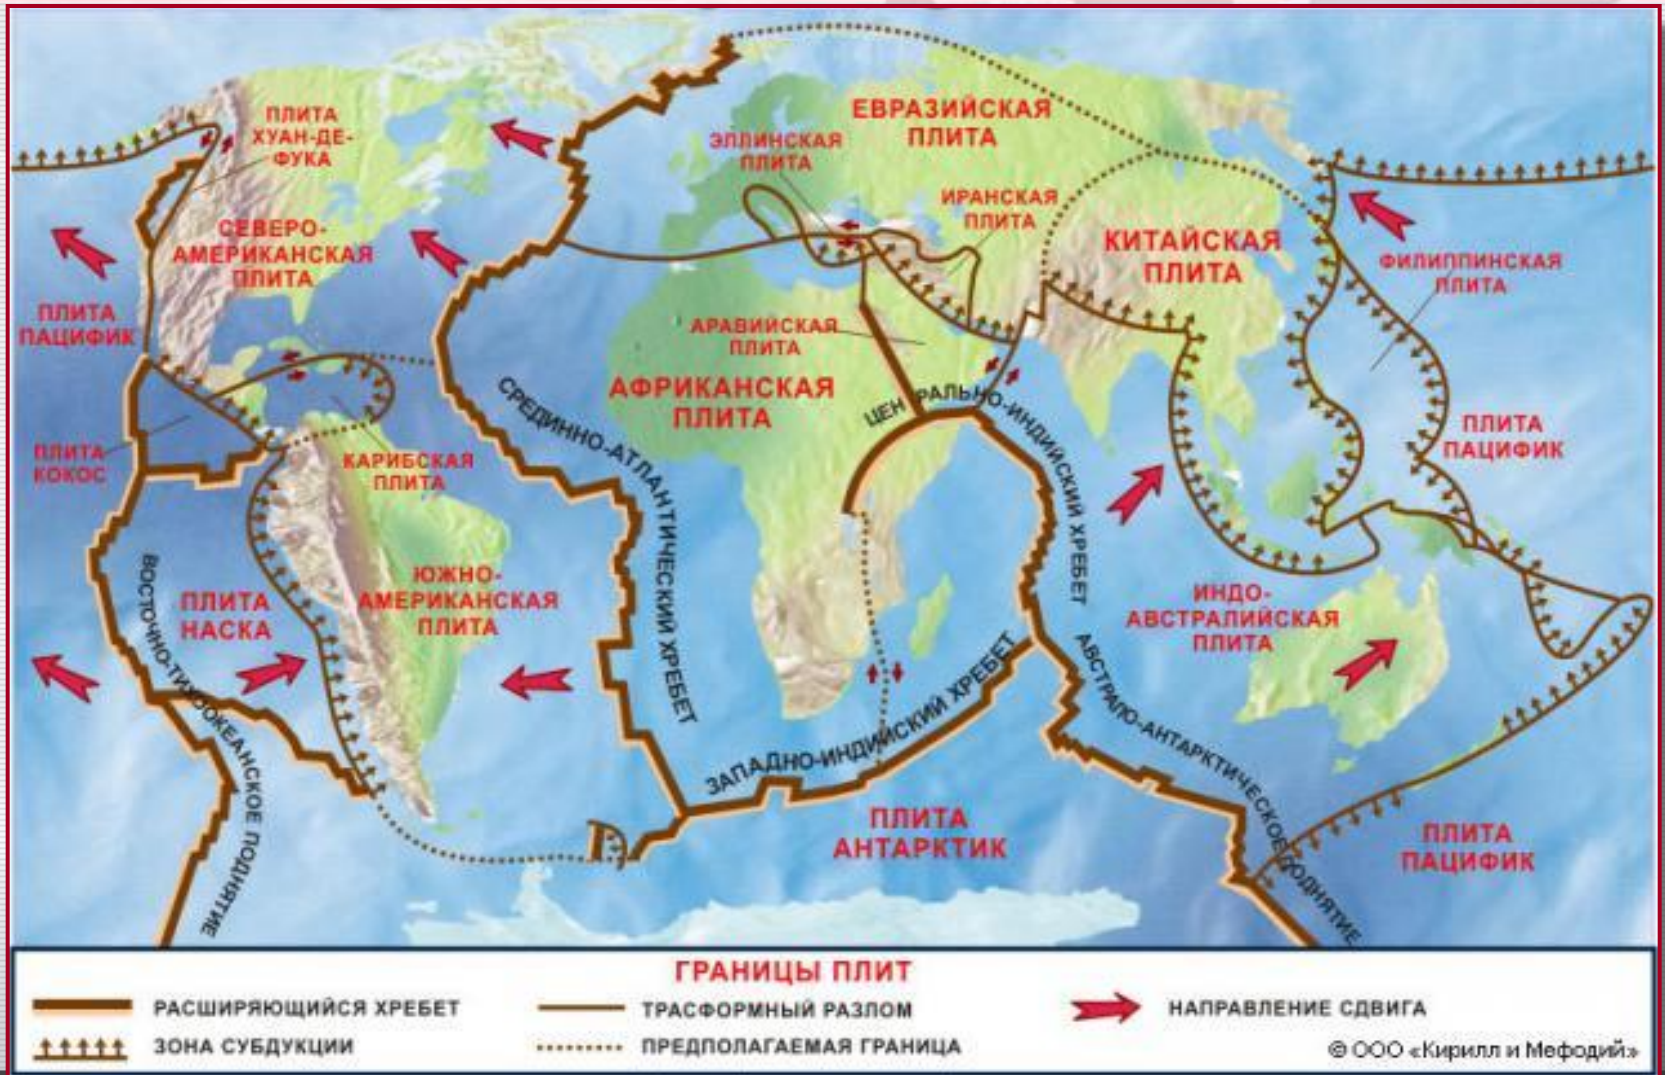 ПЛИТА
ХУАН-ДЕ-
ФУКА
СЕВЕРО-
АМЕРИКАНСКАЯ
ПЛИТА
ПЛИТА
ПАЦИФИК
ПЛИТА
КОКОС
КАРИБСКАЯ
ПЛИТА
ВОСТОЧНО-ТИХООКЕАНСКОЕ ПОДНЯТИЕ
ПЛИТА
НАСКА
ЮЖНО-
АМЕРИКАНСКАЯ
ПЛИТА
СРЕДИННО-АТЛАНТИЧЕСКИЙ ХРЕБЕТ
ЭЛЛИНСКАЯ
ПЛИТА
ЕВРАЗИЙСКАЯ
ПЛИТА
ИРАНСКАЯ
ПЛИТА
КИТАЙСКАЯ
ПЛИТА
ФИЛИППИНСКАЯ
ПЛИТА
АРАВИЙСКАЯ
ПЛИТА
АФРИКАНСКАЯ
ПЛИТА
ЦЕН РАЛЬНО-ИНДИЙСКИЙ ХРЕБЕТ
ПЛИТА
ПАЦИФИК
ИНДО-
АВСТРАЛИЙСКАЯ
ПЛИТА
ЗАПАДНО-ИНДИЙСКИЙ ХРЕБЕТ
АВСТРАЛО-АНТАРКТИЧЕСКОЕ ПОДНЯТИЕ
ПЛИТА
АНТАРКТИК
ПЛИТА
ПАЦИФИК
ГРАНИЦЫ ПЛИТ
РАСШИРЯЮЩИЙСЯ ХРЕБЕТ
ТРАСФОРМНЫЙ РАЗЛОМ
НАПРАВЛЕНИЕ СДВИГА
ЗОНА СУБДУКЦИИ
ПРЕДПОЛАГАЕМАЯ ГРАНИЦА
© ООО «Кирилл и Мефодий»